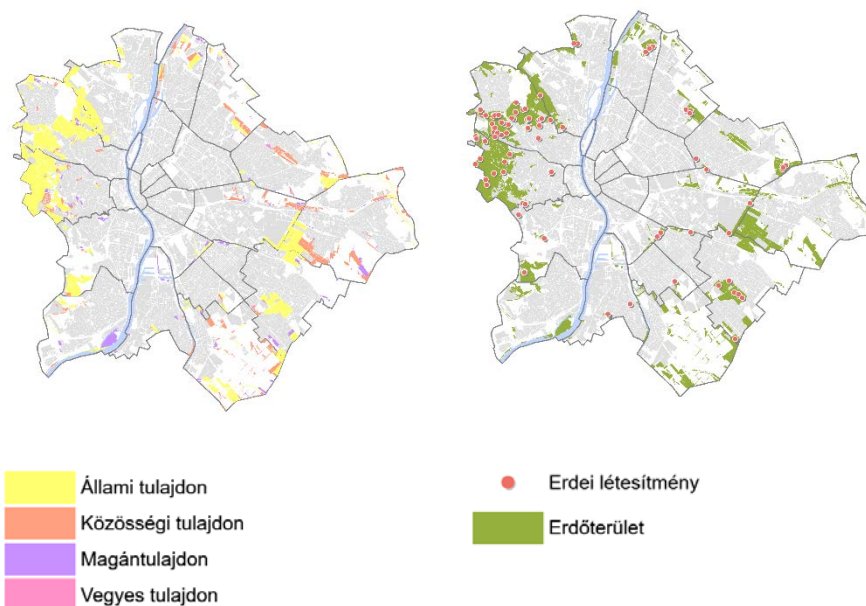 Állami tulajdon
Közösségi tulajdon
Magántulajdon
Vegyes tulajdon
Erdei létesítmény
Erdőterület